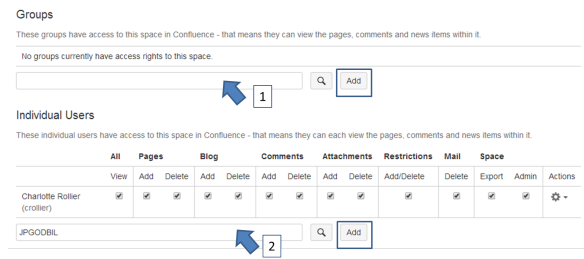 Groups
These groups have access to this space in Confluence - that means they can view the pages, comments and news items within it.
No groups currently have access rights to this space.
Add
1
Individual Users
These individual users have access to this space in Confluence - that means they can each view the pages, comments and news items within it.
All Pages Blog Comments Attachments Restrictions Mail Space
View Add Delete Add Delete Add Delete Add Delete Add/Delete Delete Export Admin Actions
Charlotte Rollier
(crollier)
JPGODBIL Add
2